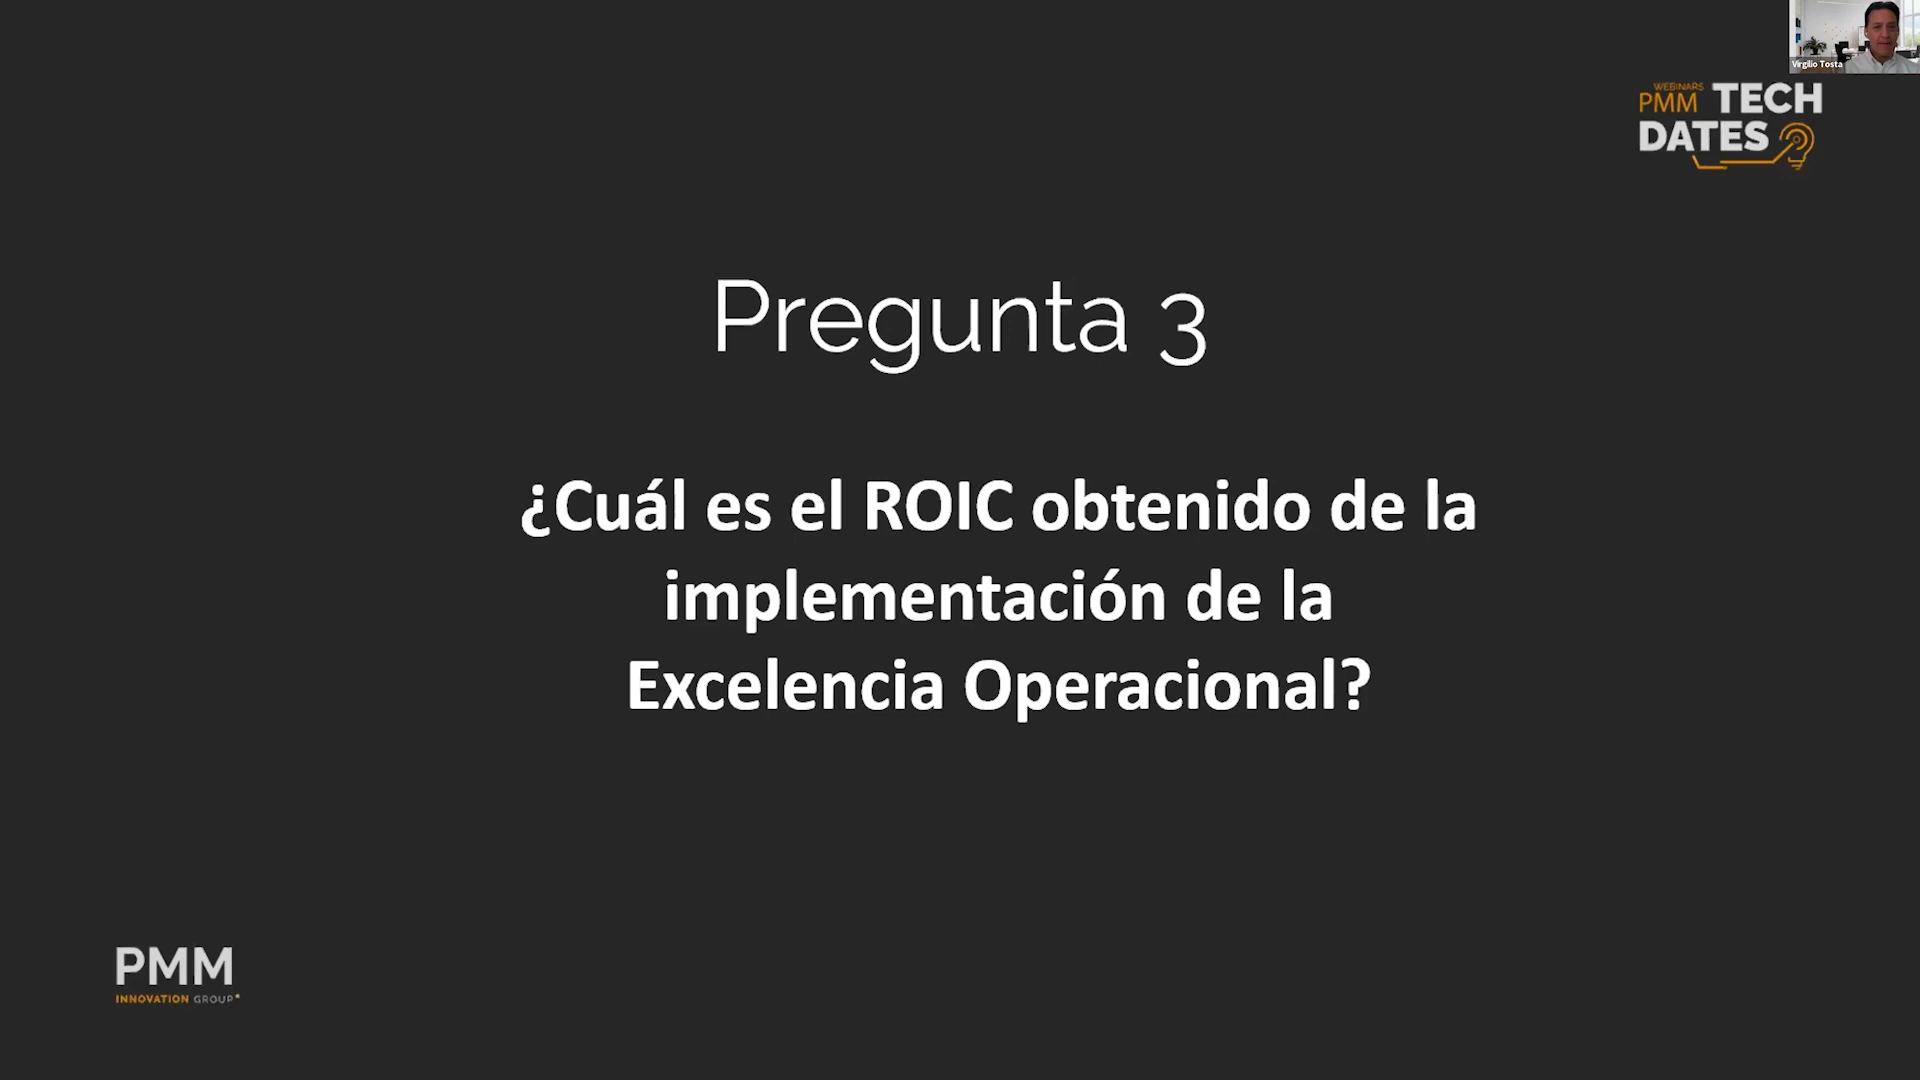 Virgilio Tosta
WEBINARS
PMM TECH
DATES
Pregunta 3
¿Cuál es el ROIC obtenido de la
implementación de la
Excelencia Operacional?
PMM
INNOVATION GROUP